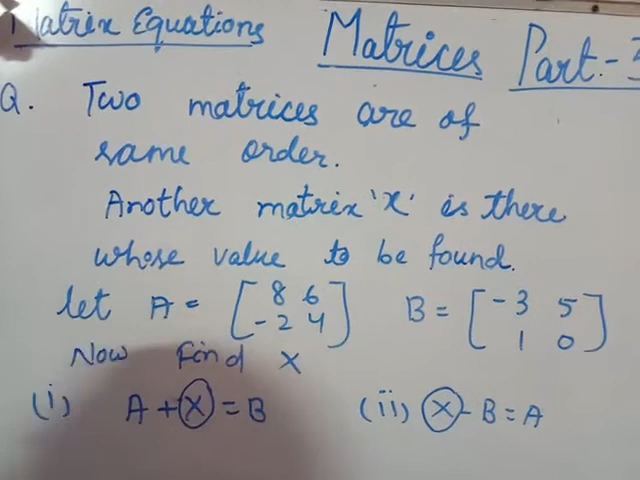 Matrix Equations
Matrices Part-3
Q. Two matrices are of
same order.
Another matrix 'X' is there
whose value to be found.
let A = [8 6 B = [-3 5
-2 4] 1 0]
Now find X
(i) A + X = B (ii) X - B = A